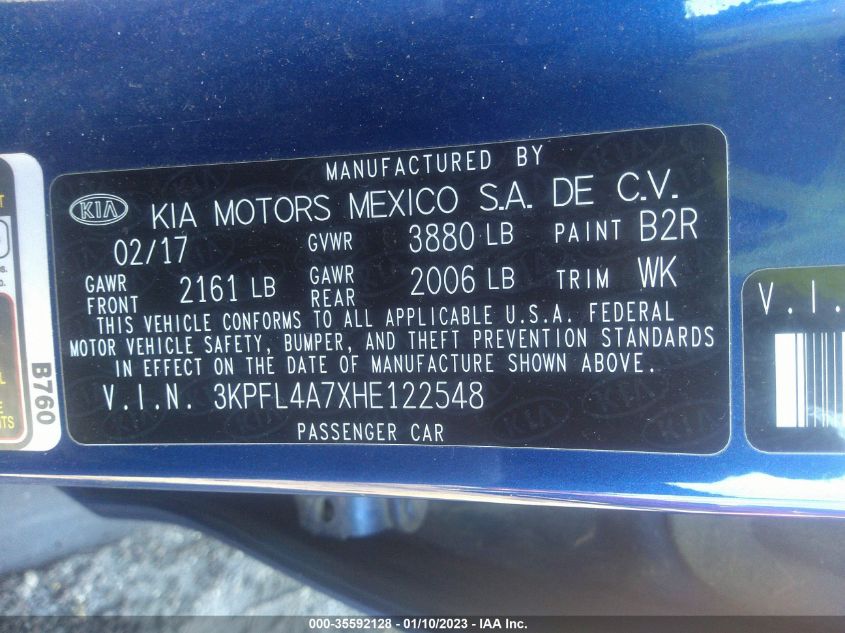 MANUFACTURED BY
KIA KIA MOTORS MEXICO S.A. DE C.V.
02/17 GVWR 3880 LB PAINT B2R
GAWR FRONT 2161 LB GAWR REAR 2006 LB TRIM WK
THIS VEHICLE CONFORMS TO ALL APPLICABLE U.S.A. FEDERAL
MOTOR VEHICLE SAFETY, BUMPER, AND THEFT PREVENTION STANDARDS
IN EFFECT ON THE DATE OF MANUFACTURE SHOWN ABOVE.
V.I.N. 3KPFL4A7XHE122548
PASSENGER CAR
B760
V.I.
000-35592128 - 01/10/2023 - IAA Inc.